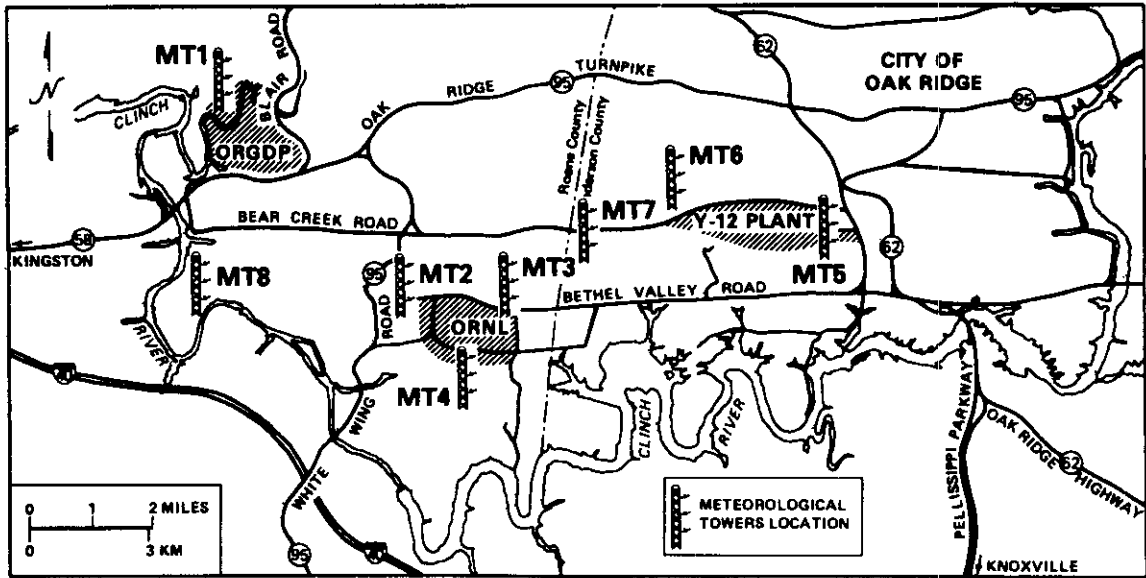 MT1
BLAIR ROAD
N
CLINCH
ORGDP
OAK RIDGE TURNPIKE
95
62
CITY OF
OAK RIDGE
95
Roane County
Anderson County
MT6
MT7
Y-12 PLANT
MT5
BEAR CREEK ROAD
58
KINGSTON
62
MT8
95
MT2
MT3
BETHEL VALLEY ROAD
ORNL
MT4
RIVER
WHITE WING ROAD
CLINCH RIVER
PELLISSIPPI PARKWAY
OAK RIDGE HIGHWAY
62
0 1 2 MILES
0 3 KM
95
METEOROLOGICAL
TOWERS LOCATION
KNOXVILLE